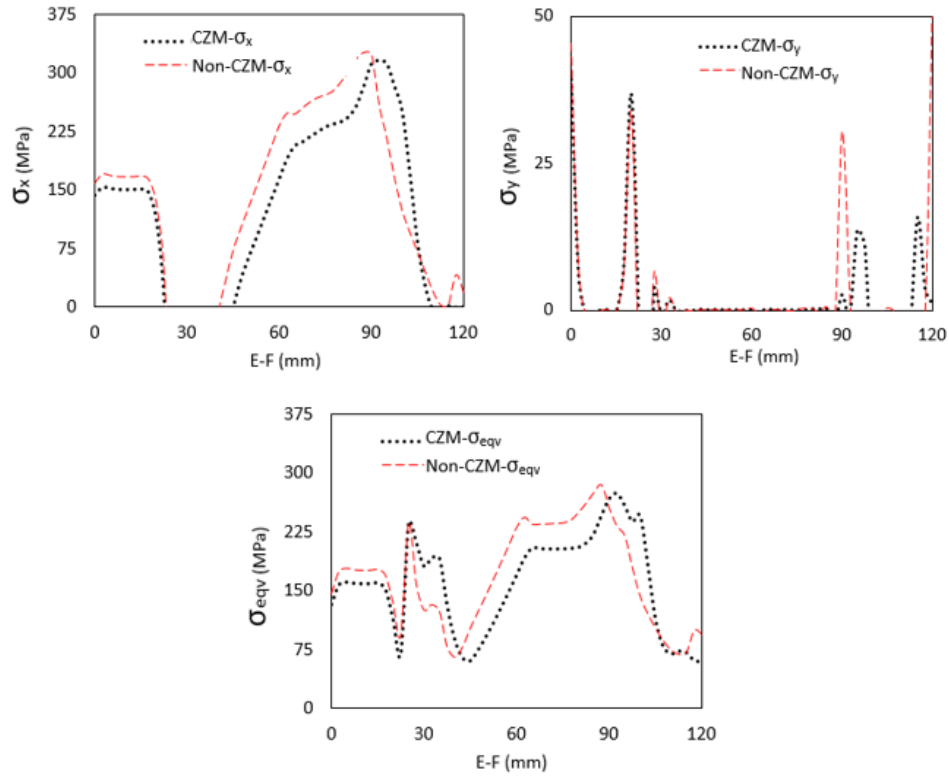 375
300
225
150
75
0
σx (MPa)
CZM-σx
Non-CZM-σx
0 30 60 90 120
E-F (mm)
50
25
0
σy (MPa)
CZM-σy
Non-CZM-σy
0 30 60 90 120
E-F (mm)
375
300
225
150
75
0
σeqv (MPa)
CZM-σeqv
Non-CZM-σeqv
0 30 60 90 120
E-F (mm)